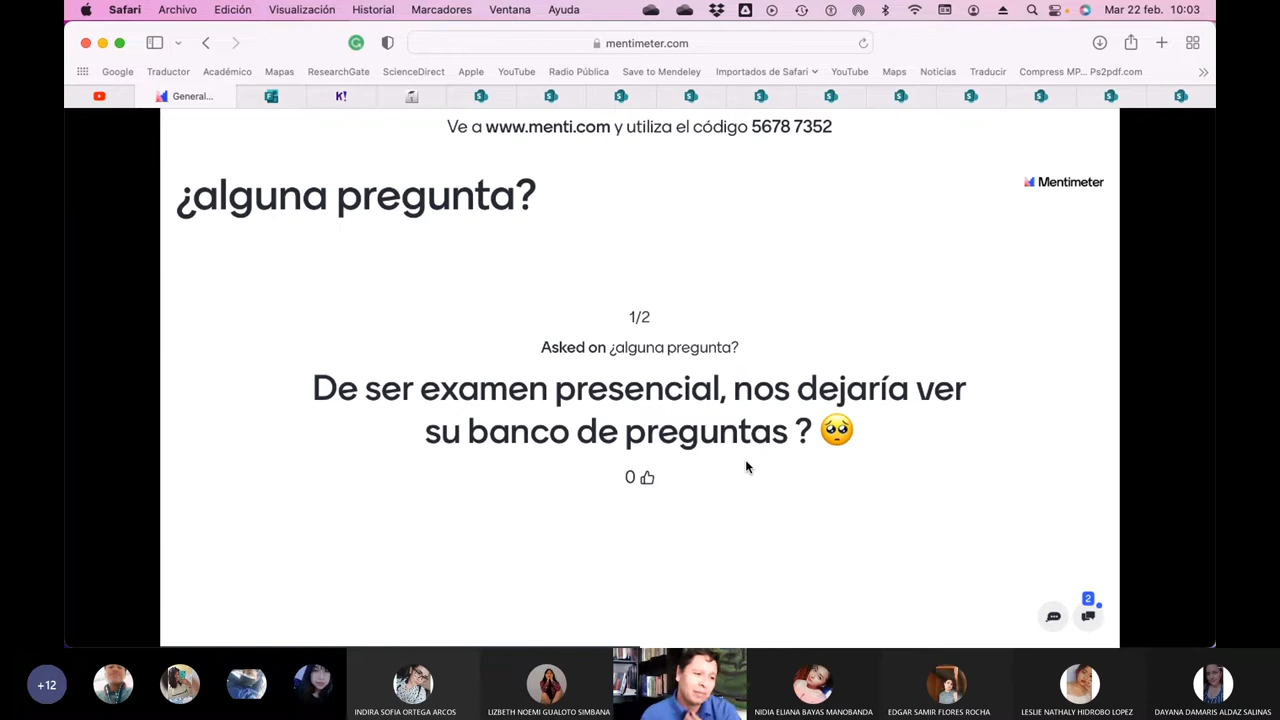 Safari Archivo Edición Visualización Historial Marcadores Ventana Ayuda Mar 22 feb. 10:03
mentimeter.com
Google Traductor Académico Mapas ResearchGate ScienceDirect Apple YouTube Radio Pública Save to Mendeley Importados de Safari YouTube Maps Noticias Traducir Compress MP... Ps2pdf.com
General... K!
Ve a www.menti.com y utiliza el código 5678 7352
¿alguna pregunta?
Mentimeter
1/2
Asked on ¿alguna pregunta?
De ser examen presencial, nos dejaría ver
su banco de preguntas ? 🥺
0
2
+12
INDIRA SOFIA ORTEGA ARCOS
LIZBETH NOEMI GUALOTO SIMBANA
NIDIA ELIANA BAYAS MANOBANDA
EDGAR SAMIR FLORES ROCHA
LESLIE NATHALY HIDROBO LOPEZ
DAYANA DAMARIS ALDAZ SALINAS